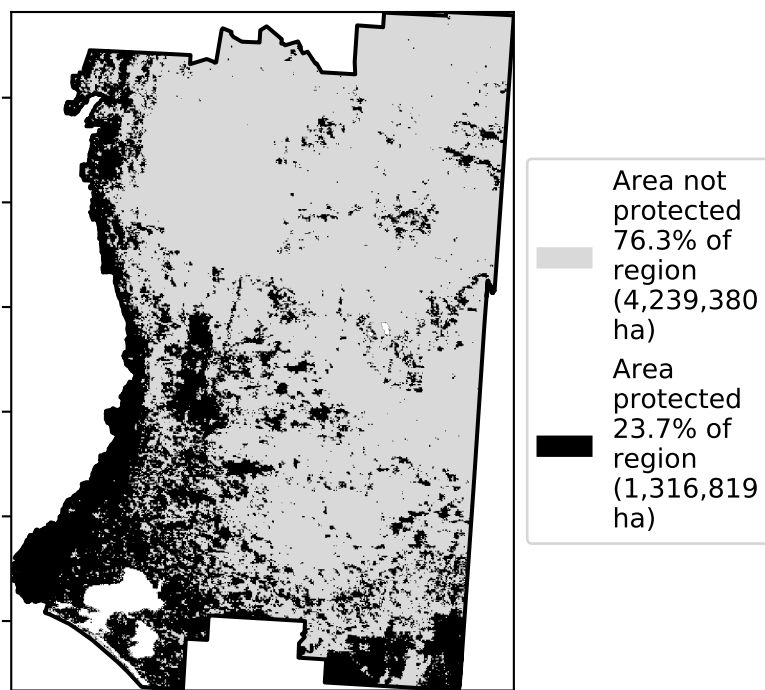 Area not
protected
76.3% of
region
(4,239,380
ha)
Area
protected
23.7% of
region
(1,316,819
ha)